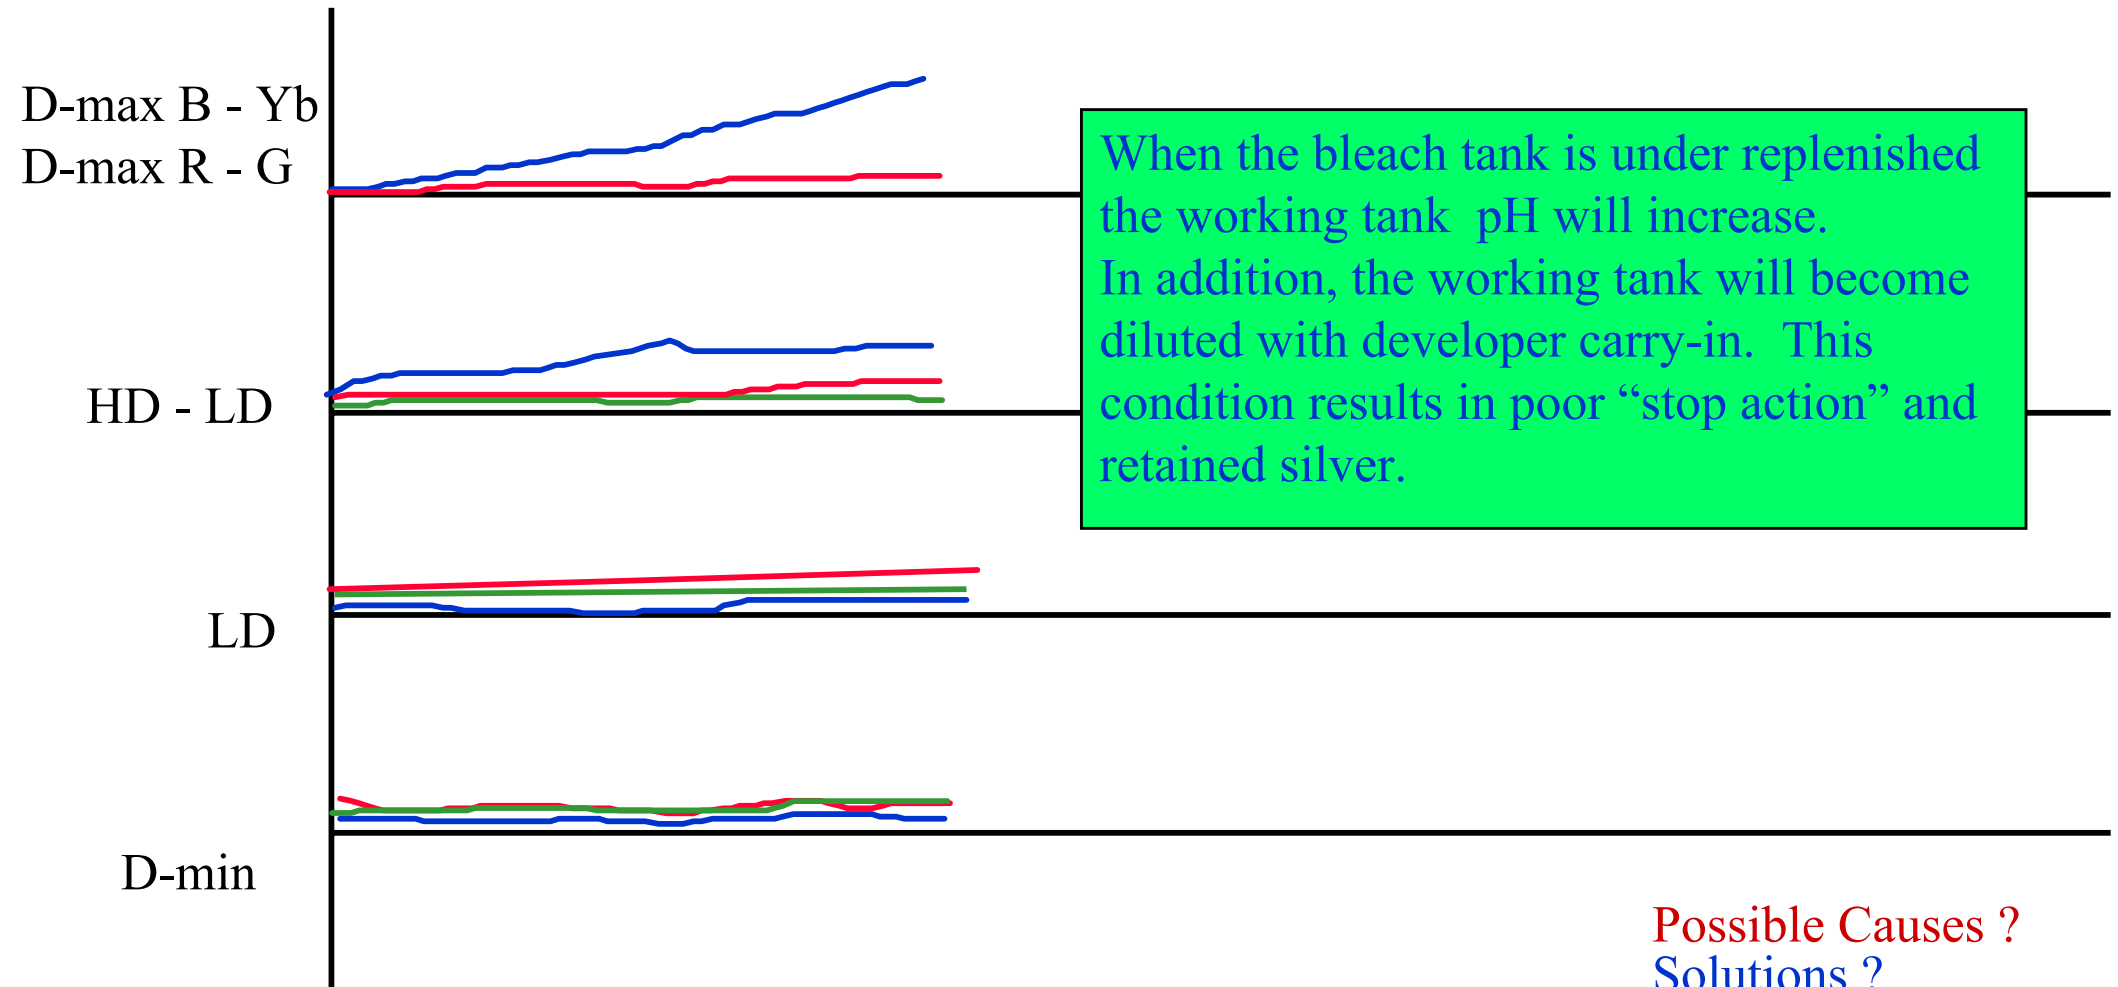 D-max B - Yb
D-max R - G
When the bleach tank is under replenished
the working tank  pH will increase.
In addition, the working tank will become
diluted with developer carry-in.  This
condition results in poor “stop action” and
retained silver.
HD - LD
LD
D-min
Possible Causes ?
Solutions ?